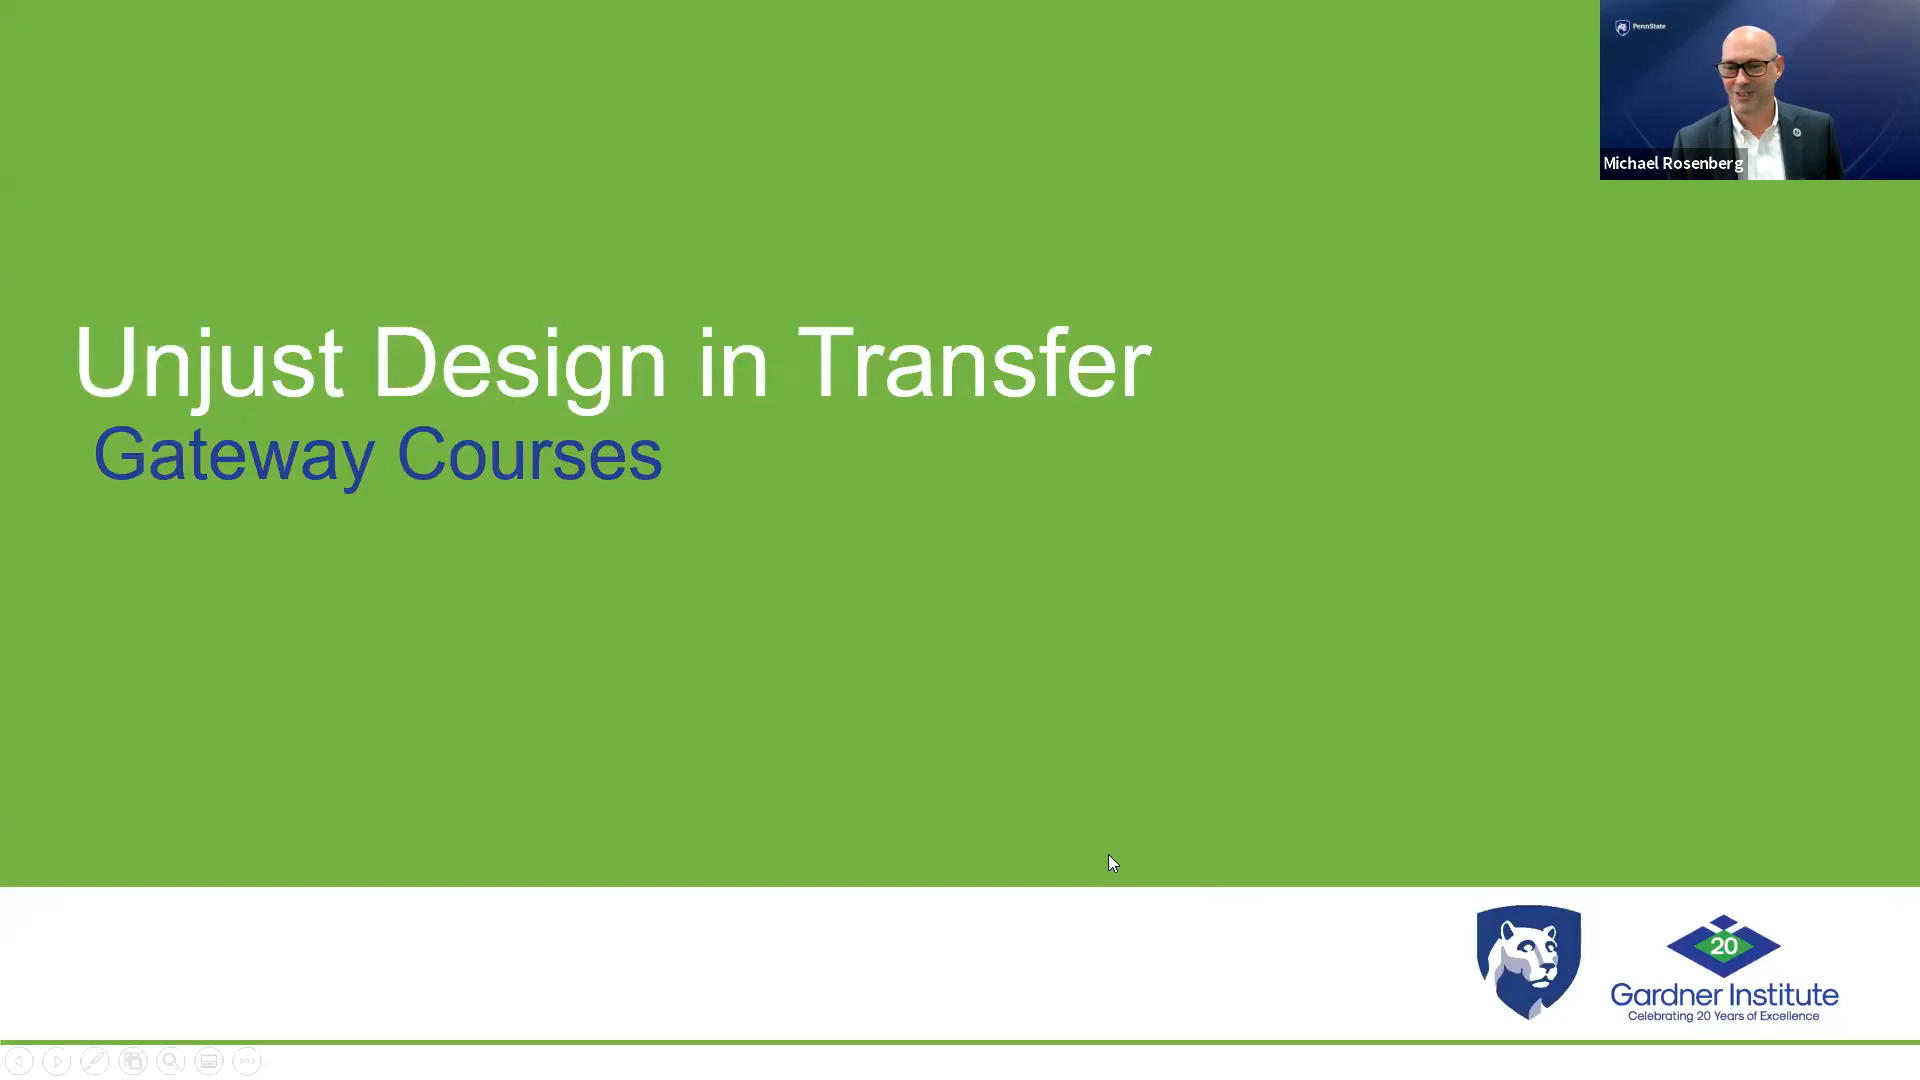 PennState
Michael Rosenberg
Unjust Design in Transfer
Gateway Courses
20
Gardner Institute
Celebrating 20 Years of Excellence